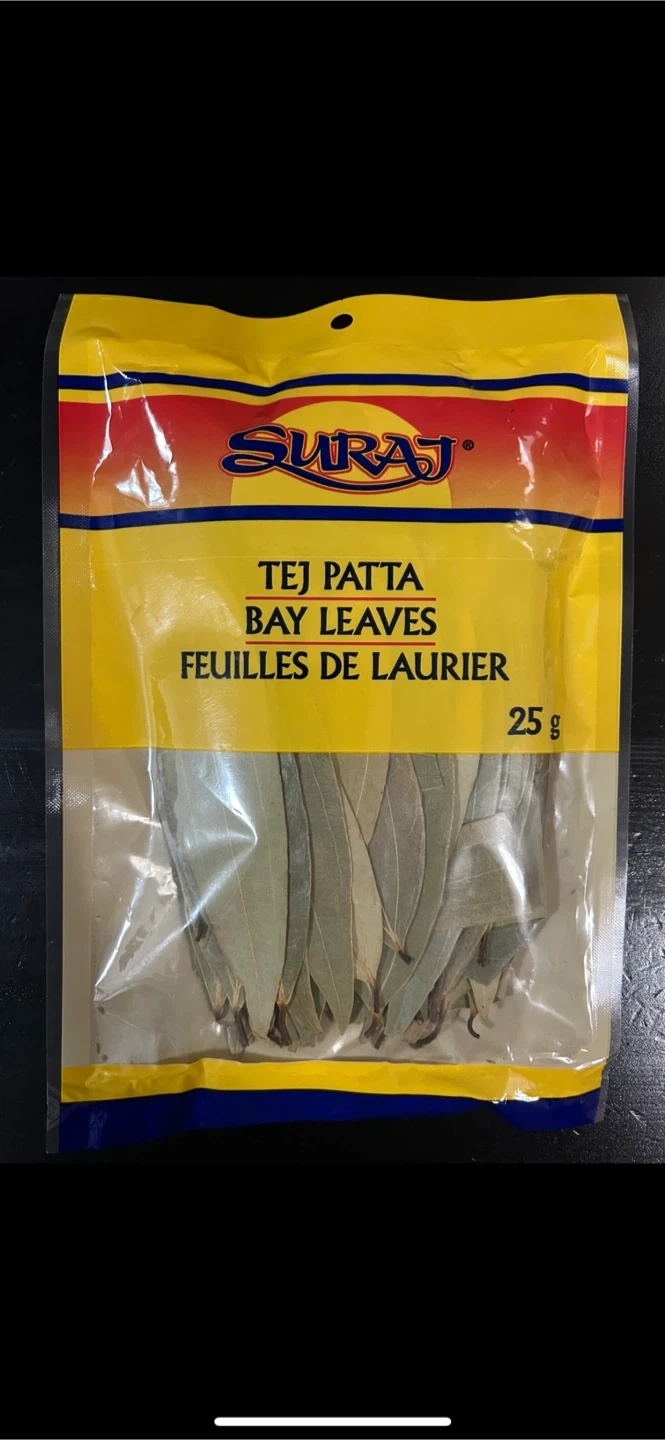 SURAJ®
TEJ PATTA
BAY LEAVES
FEUILLES DE LAURIER
25 g